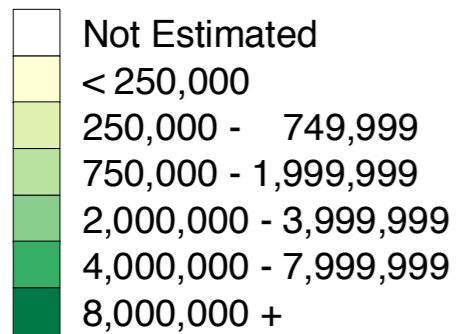 Not Estimated
< 250,000
250,000 - 749,999
750,000 - 1,999,999
2,000,000 - 3,999,999
4,000,000 - 7,999,999
8,000,000 +